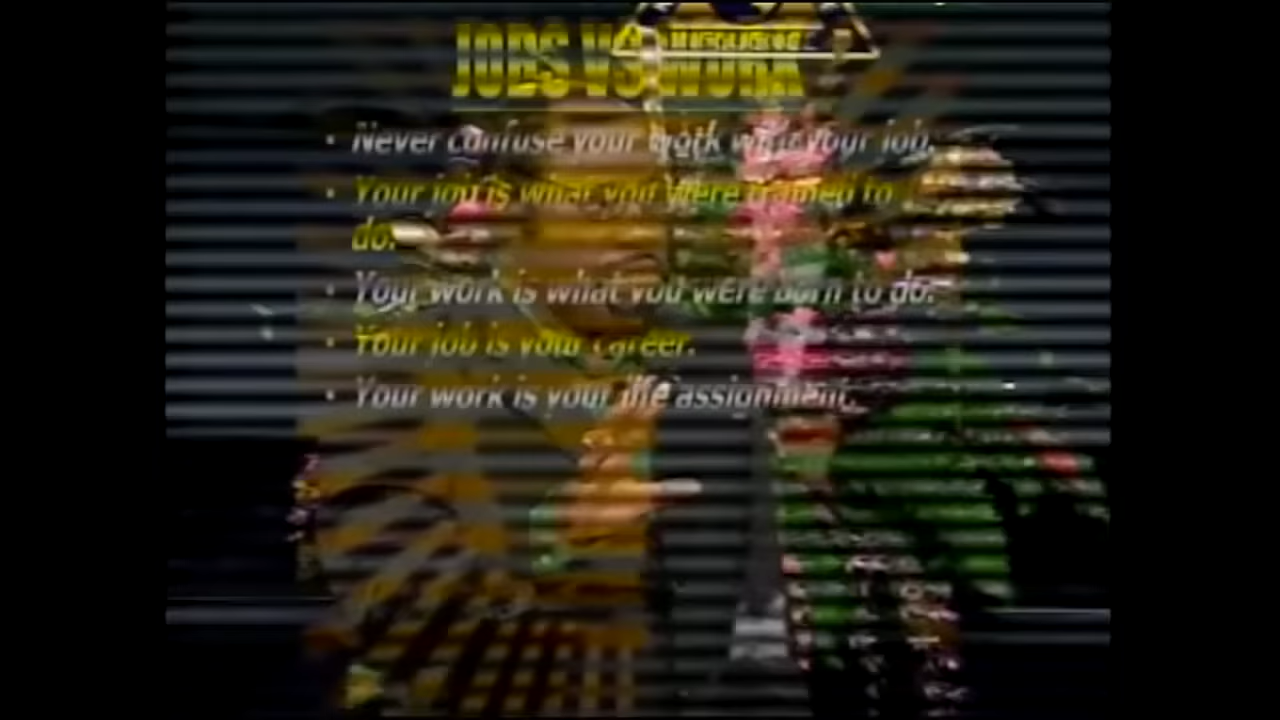 JOBS VS WORK
• Never confuse your work with your job.
• Your job is what you were trained to
do.
• Your work is what you were born to do.
• Your job is your career.
• Your work is your life assignment.